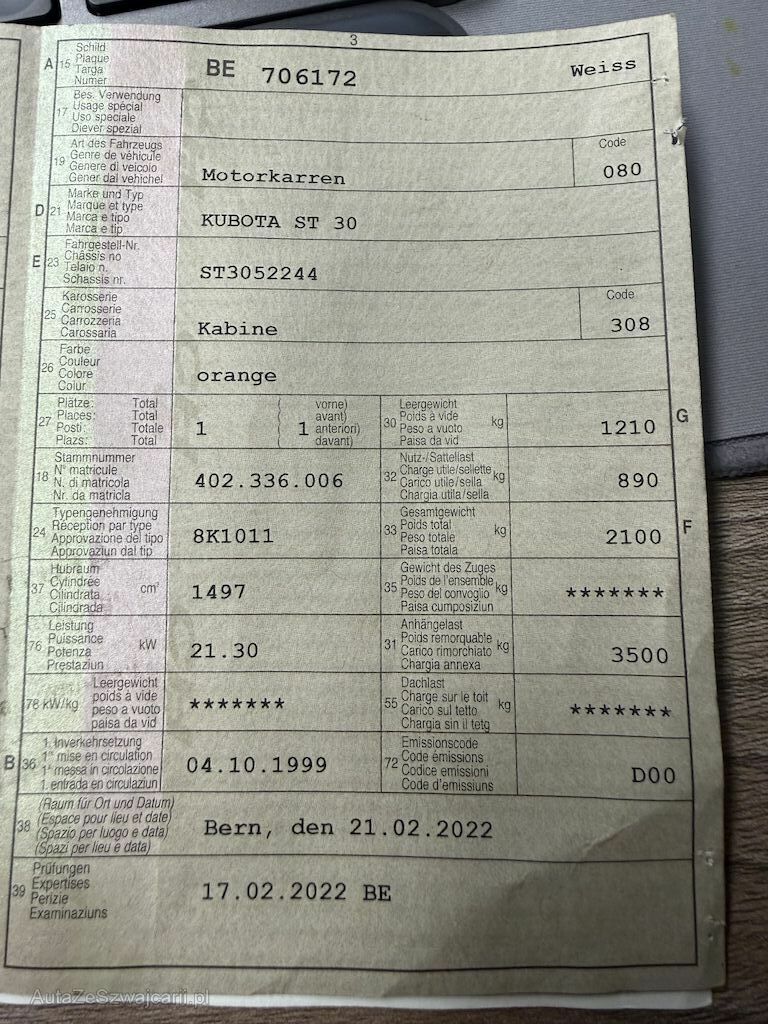 3
A 15 Schild
Plaque
Targa
Numer
BE 706172 Weiss
17 Bes. Verwendung
Usage spécial
Uso speciale
Diever spezial
19 Art des Fahrzeugs
Genre de véhicule
Genere di veicolo
Gener dal vehichel
Motorkarren
Code
080
D 21 Marke und Typ
Marque et type
Marca e tipo
Marca e tip
KUBOTA ST 30
E 23 Fahrgestell-Nr.
Châssis no
Telaio n.
Schassis nr.
ST3052244
25 Karosserie
Carrosserie
Carrozzeria
Carossaria
Kabine
Code
308
26 Farbe
Couleur
Colore
Colur
orange
27 Plätze: Total
Places: Total
Posti: Totale
Plazs: Total
1
( vorne)
( avant)
( 1 anteriori)
( davant)
30 Leergewicht
Poids à vide
Peso a vuoto
Paisa da vid
kg
1210
G
18 Stammnummer
N° matricule
N. di matricola
Nr. da matricla
402.336.006
32 Nutz-/Sattellast
Charge utile/sellette
Carico utile/sella
Chargia utila/sella
kg
890
24 Typengenehmigung
Réception par type
Approvazione del tipo
Approvaziun dal tip
8K1011
33 Gesamtgewicht
Poids total
Peso totale
Paisa totala
kg
2100
F
37 Hubraum
Cylindrée
Cilindrata
Cilindrada
cm³
1497
35 Gewicht des Zuges
Poids de l'ensemble
Peso del convoglio
Paisa cumposiziun
kg
*******
76 Leistung
Puissance
Potenza
Prestaziun
kW
21.30
31 Anhängelast
Poids remorquable
Carico rimorchiato
Chargia annexa
kg
3500
78 kW/kg Leergewicht
poids à vide
peso a vuoto
paisa da vid
*******
55 Dachlast
Charge sur le toit
Carico sul tetto
Chargia sin il tetg
kg
*******
B 36 1. Inverkehrsetzung
1re mise en circulation
1a messa in circolazione
1. entrada en circulaziun
04.10.1999
72 Emissionscode
Code émissions
Codice emissioni
Code d'emissiuns
D00
38 (Raum für Ort und Datum)
(Espace pour lieu et date)
(Spazio per luogo e data)
(Spazi per lieu e data)
Bern, den 21.02.2022
39 Prüfungen
Expertises
Perizie
Examinaziuns
17.02.2022 BE
AutaZeSzwajcarii.pl